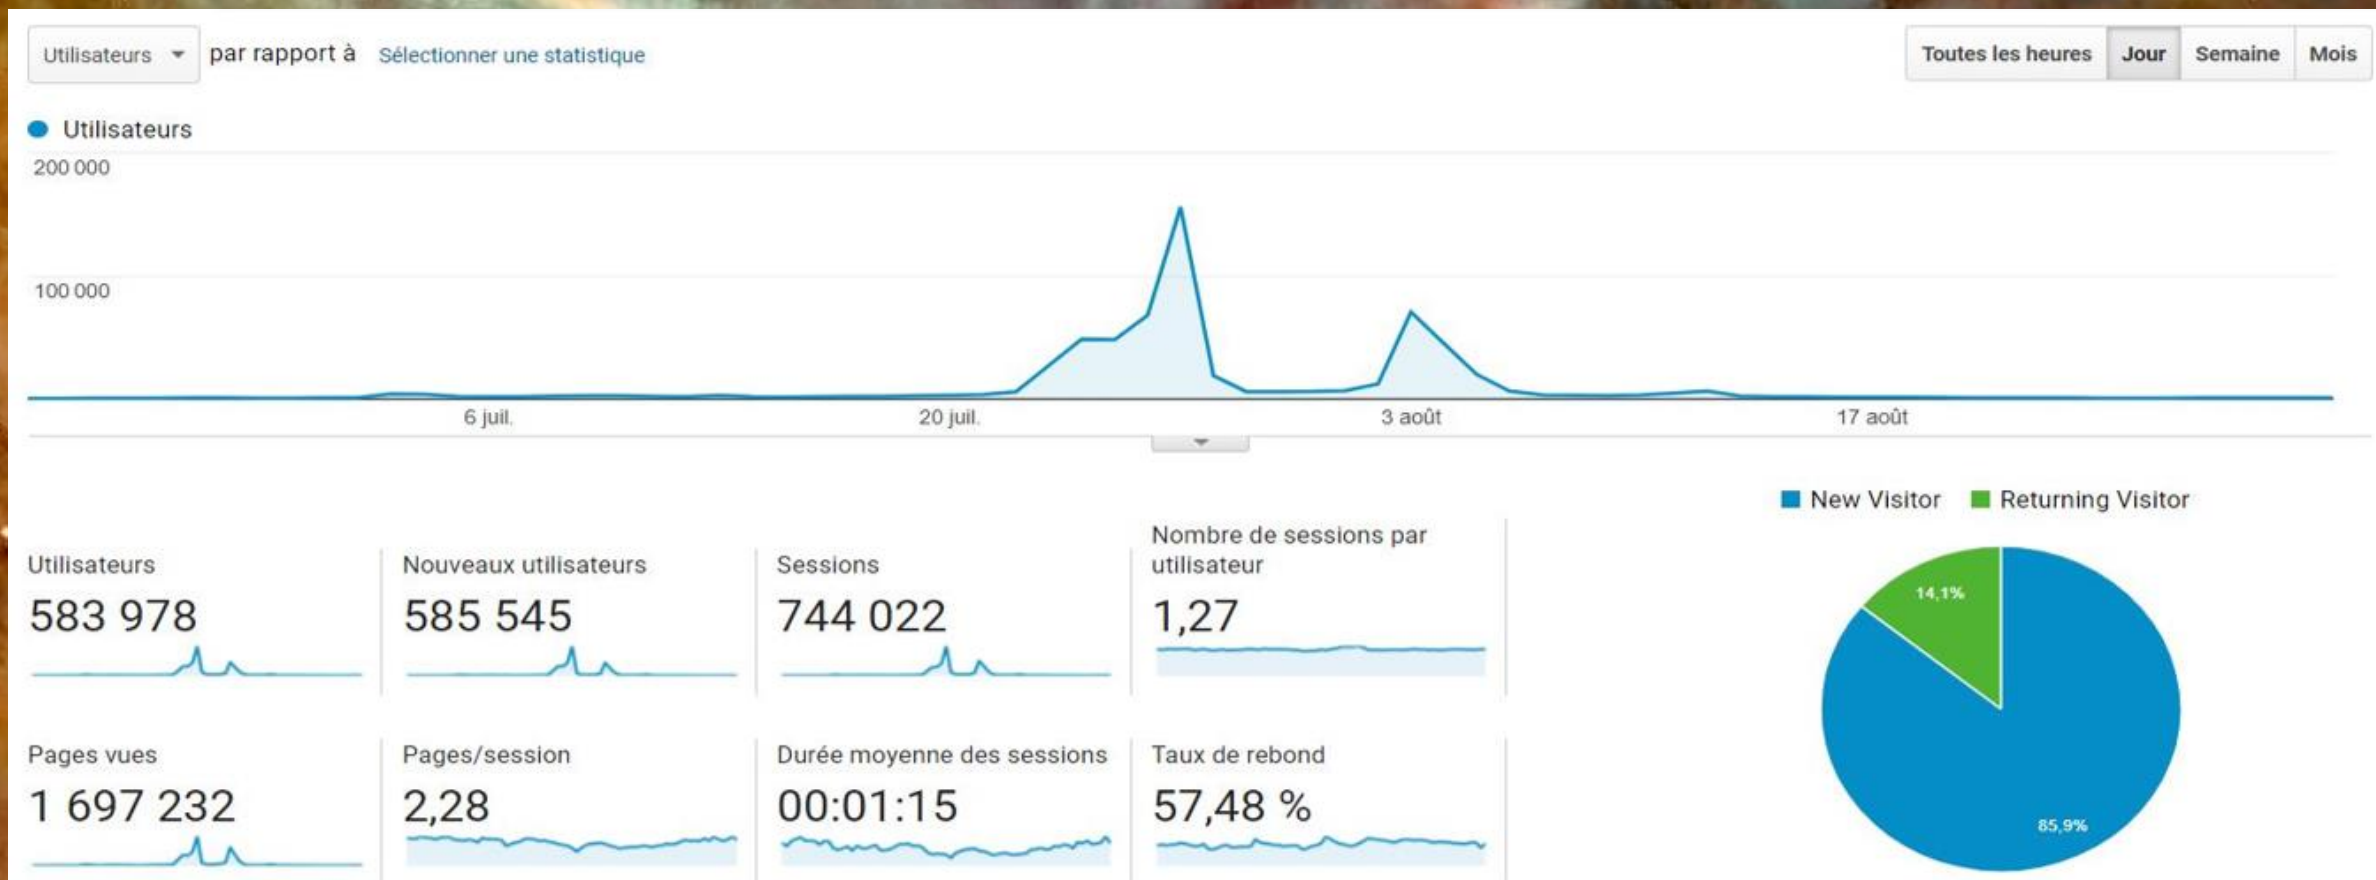 Utilisateurs par rapport à Sélectionner une statistique
Toutes les heures Jour Semaine Mois
Utilisateurs
200 000
100 000
6 juil. 20 juil. 3 août 17 août
New Visitor Returning Visitor
14,1%
85,9%
Utilisateurs
583 978
Nouveaux utilisateurs
585 545
Sessions
744 022
Nombre de sessions par
utilisateur
1,27
Pages vues
1 697 232
Pages/session
2,28
Durée moyenne des sessions
00:01:15
Taux de rebond
57,48 %